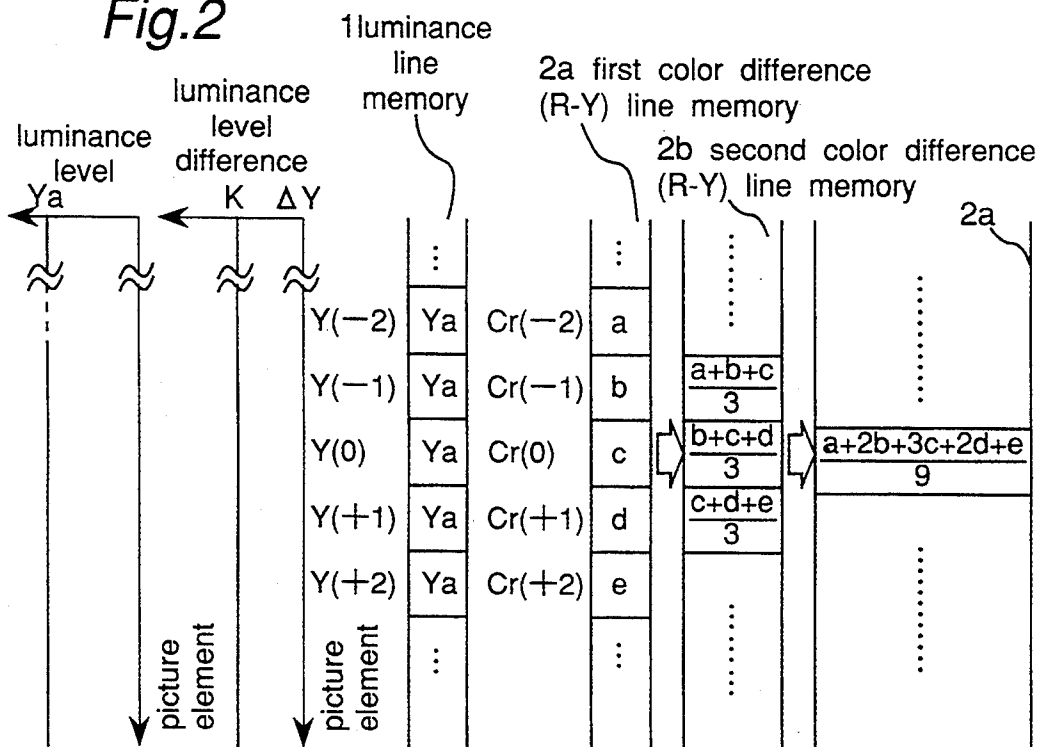 Fig.2
1luminance
line
memory
2a first color difference
(R-Y) line memory
luminance
level
difference
2b second color difference
(R-Y) line memory
luminance
level
Ya
K ΔY
2a
⋮ ⋮
Y(−2) Ya Cr(−2) a
Y(−1) Ya Cr(−1) b
a+b+c
3
Y(0) Ya Cr(0) c
b+c+d
3
a+2b+3c+2d+e
9
Y(+1) Ya Cr(+1) d
c+d+e
3
Y(+2) Ya Cr(+2) e
⋮ ⋮
picture
element
picture
element